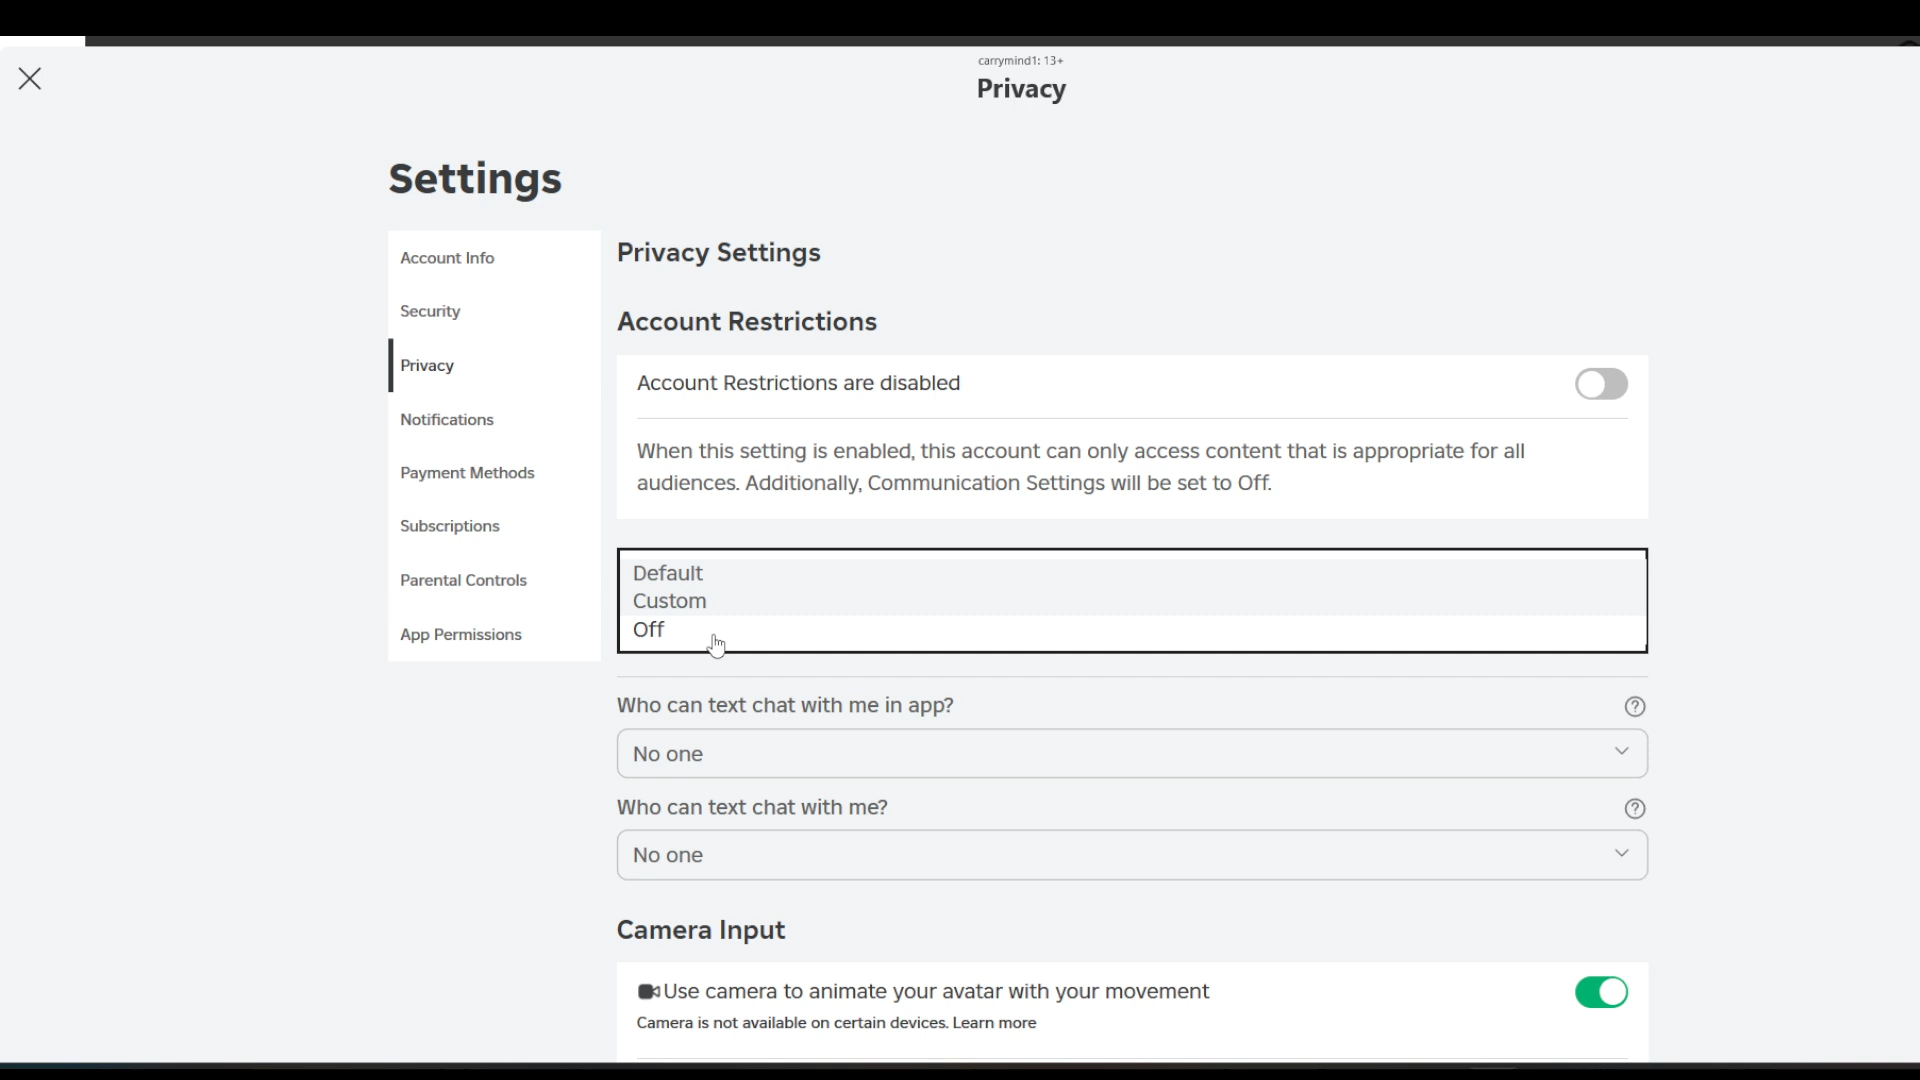 carrymind1: 13+
Privacy
Settings
Account Info
Security
Privacy
Notifications
Payment Methods
Subscriptions
Parental Controls
App Permissions
Privacy Settings
Account Restrictions
Account Restrictions are disabled
When this setting is enabled, this account can only access content that is appropriate for all
audiences. Additionally, Communication Settings will be set to Off.
Default
Custom
Off
Who can text chat with me in app?
No one
Who can text chat with me?
No one
Camera Input
Use camera to animate your avatar with your movement
Camera is not available on certain devices. Learn more